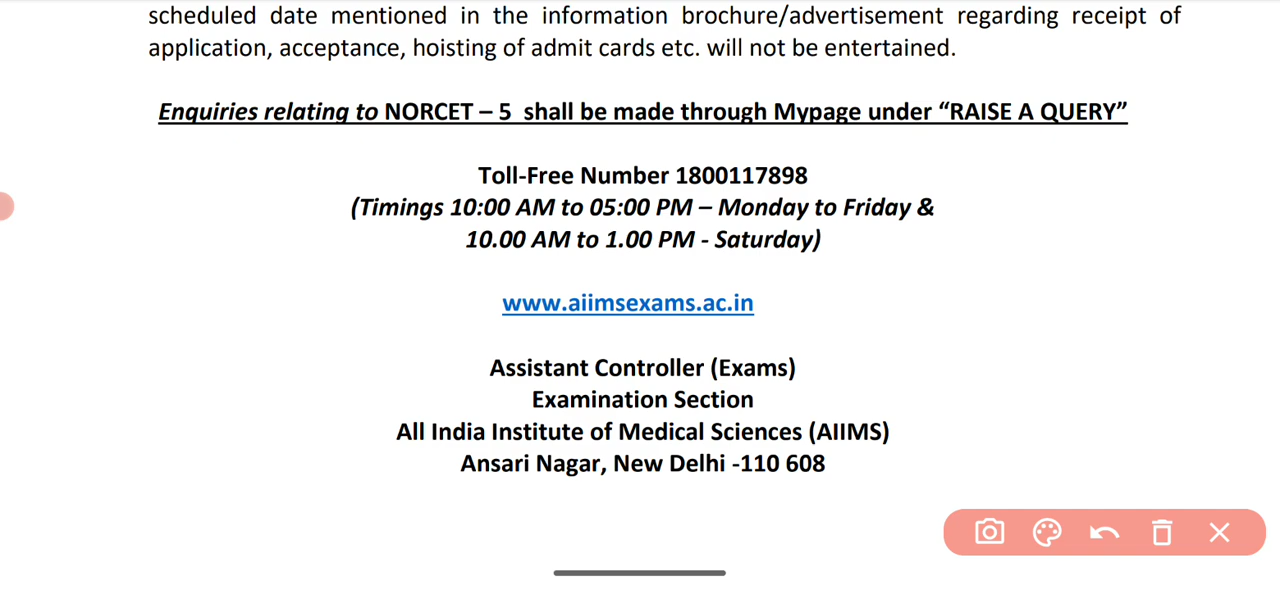 scheduled date mentioned in the information brochure/advertisement regarding receipt of
application, acceptance, hoisting of admit cards etc. will not be entertained.
Enquiries relating to NORCET – 5 shall be made through Mypage under “RAISE A QUERY”
Toll-Free Number 1800117898
(Timings 10:00 AM to 05:00 PM – Monday to Friday &
10.00 AM to 1.00 PM - Saturday)
www.aiimsexams.ac.in
Assistant Controller (Exams)
Examination Section
All India Institute of Medical Sciences (AIIMS)
Ansari Nagar, New Delhi -110 608